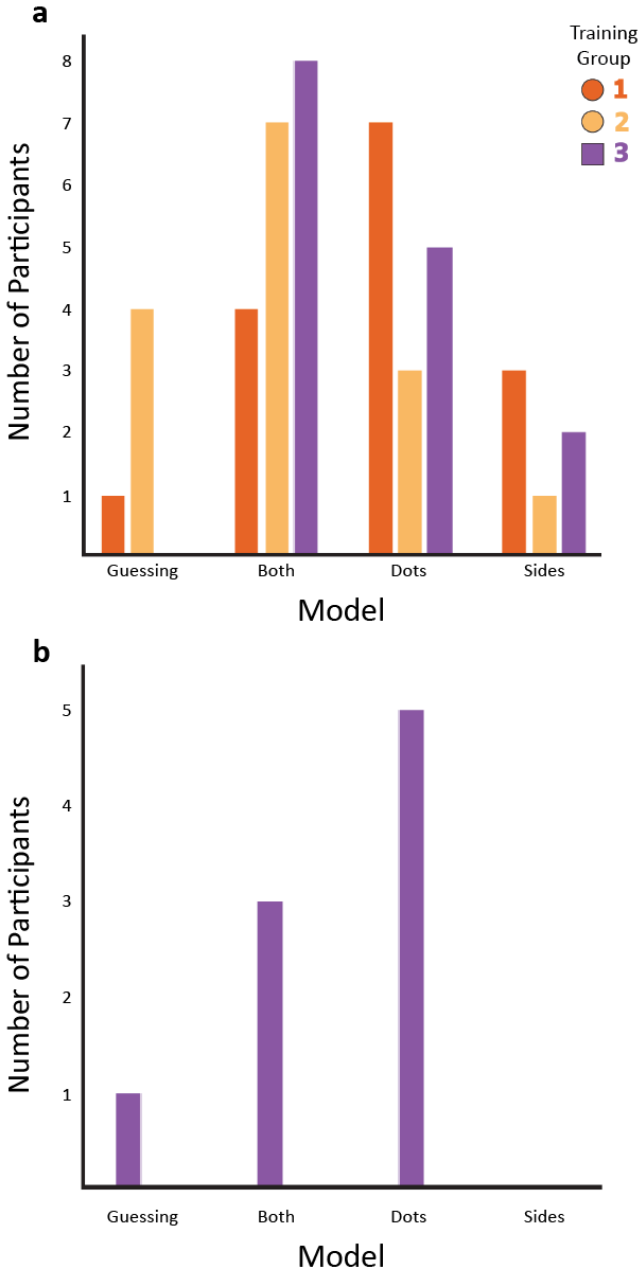 a
Training
Group
1
2
3
Number of Participants
8
7
6
5
4
3
2
1
Guessing Both Dots Sides
Model
b
Number of Participants
5
4
3
2
1
Guessing Both Dots Sides
Model